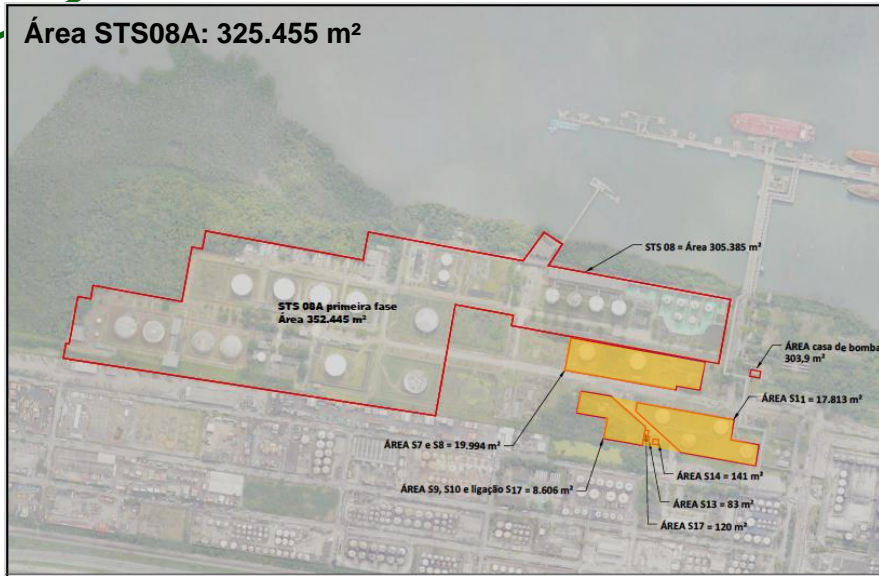 Área STS08A: 325.455 m²
STS 08 = Área 305.385 m²
STS 08A primeira fase
Área 352.445 m²
ÁREA casa de bomba
303,9 m²
ÁREA S11 = 17.813 m²
ÁREA S7 e S8 = 19.994 m²
ÁREA S14 = 141 m²
ÁREA S9, S10 e ligação S17 = 8.606 m²
ÁREA S13 = 83 m²
ÁREA S17 = 120 m²